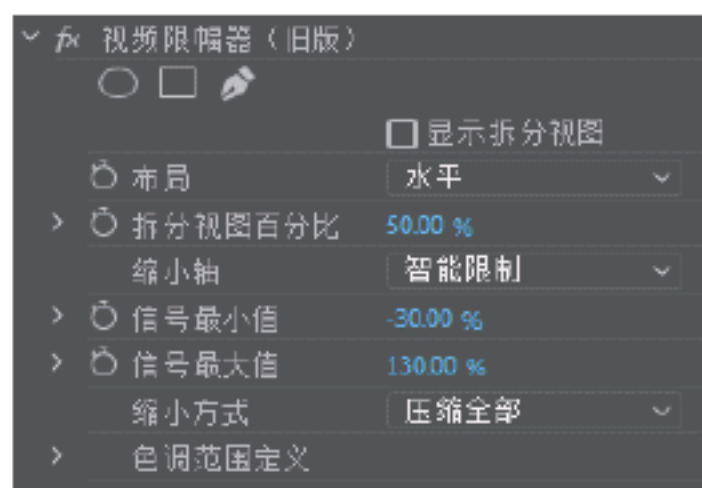 fx 视频限幅器（旧版）
显示拆分视图
布局 水平
拆分视图百分比 50.00 %
缩小轴 智能限制
信号最小值 -30.00 %
信号最大值 130.00 %
缩小方式 压缩全部
色调范围定义